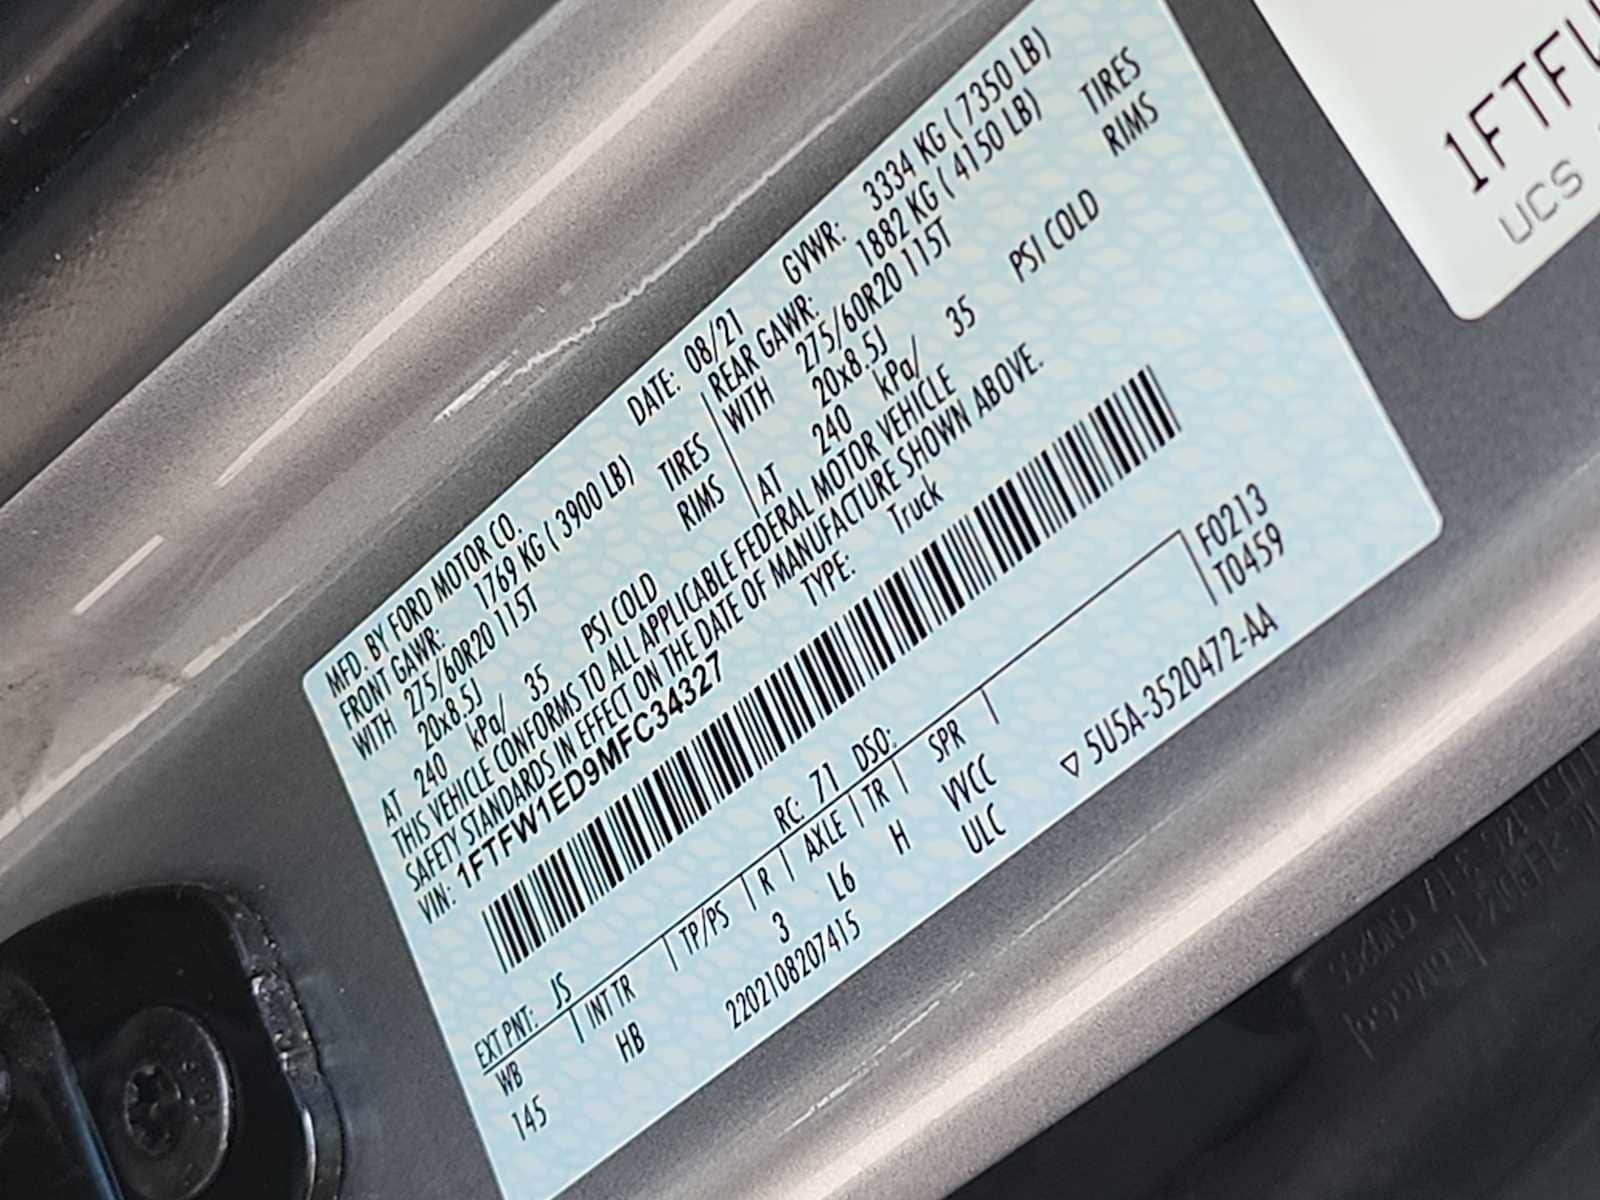 MFD. BY FORD MOTOR CO.
DATE: 08/21 GVWR: 3334 KG ( 7350 LB)
FRONT GAWR: 1769 KG ( 3900 LB) REAR GAWR: 1882 KG ( 4150 LB)
WITH 275/60R20 115T TIRES WITH 275/60R20 115T TIRES
20x8.5J RIMS 20x8.5J RIMS
AT 240 kPa/ 35 PSI COLD AT 240 kPa/ 35 PSI COLD
THIS VEHICLE CONFORMS TO ALL APPLICABLE FEDERAL MOTOR VEHICLE
SAFETY STANDARDS IN EFFECT ON THE DATE OF MANUFACTURE SHOWN ABOVE.
VIN: 1FTFW1ED9MFC34327 TYPE: Truck
F0213
T0459
EXT PNT: JS RC: 71 DSO:
WB INT TR TP/PS R AXLE TR SPR
145 HB 3 L6 H VVCC
ULC
220210820 7415
▽ 5U5A-3520472-AA
1FTFW
UCS